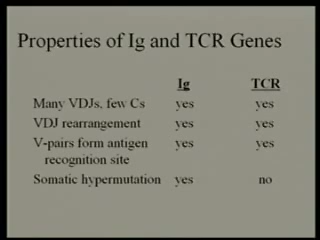 Properties of Ig and TCR Genes
Ig TCR
Many VDJs, few Cs yes yes
VDJ rearrangement yes yes
V-pairs form antigen yes yes
recognition site
Somatic hypermutation yes no